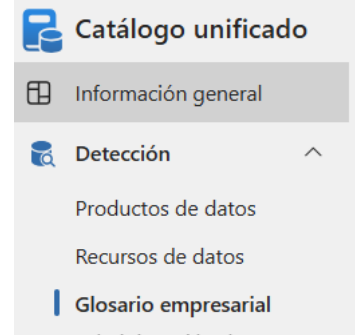 Catálogo unificado
Información general
Detección
Productos de datos
Recursos de datos
Glosario empresarial